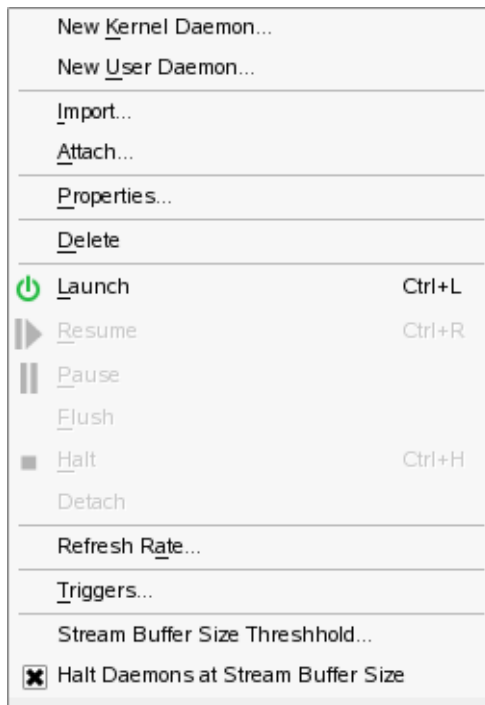 New Kernel Daemon...
New User Daemon...
Import...
Attach...
Properties...
Delete
Launch Ctrl+L
Resume Ctrl+R
Pause
Flush
Halt Ctrl+H
Detach
Refresh Rate...
Triggers...
Stream Buffer Size Threshhold...
Halt Daemons at Stream Buffer Size